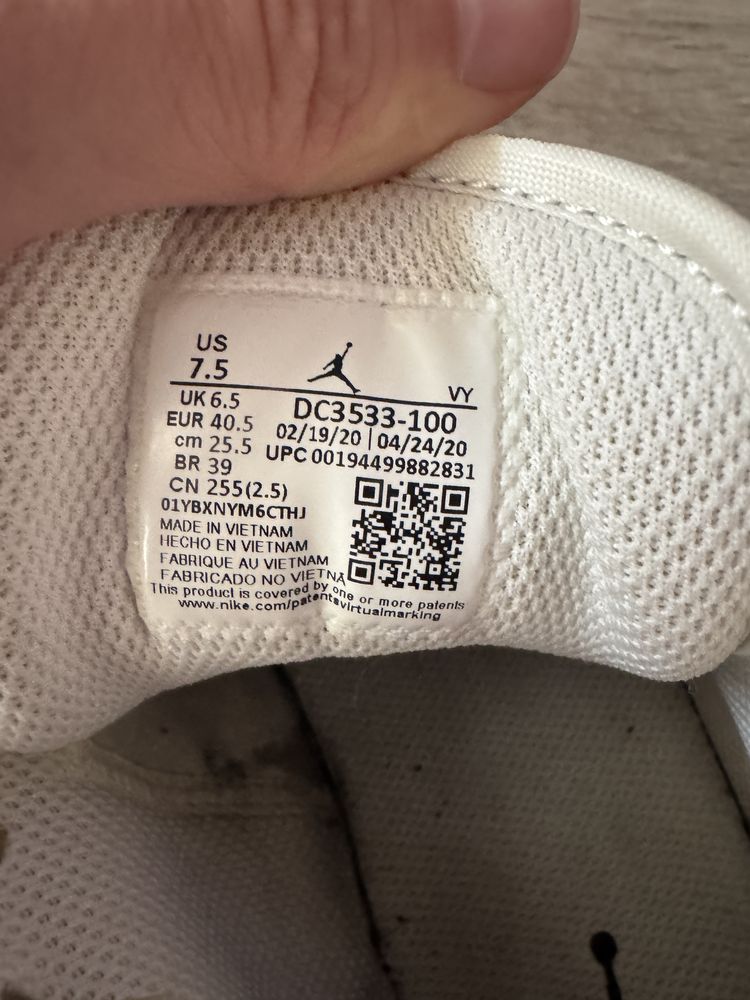 US
7.5
VY
UK 6.5
DC3533-100
EUR 40.5
02/19/20 | 04/24/20
cm 25.5
UPC 00194499882831
BR 39
CN 255(2.5)
01YBXNYM6CTHJ
MADE IN VIETNAM
HECHO EN VIETNAM
FABRIQUE AU VIETNAM
FABRICADO NO VIETNA
This product is covered by one or more patents
www.nike.com/patentsvirtualmarking